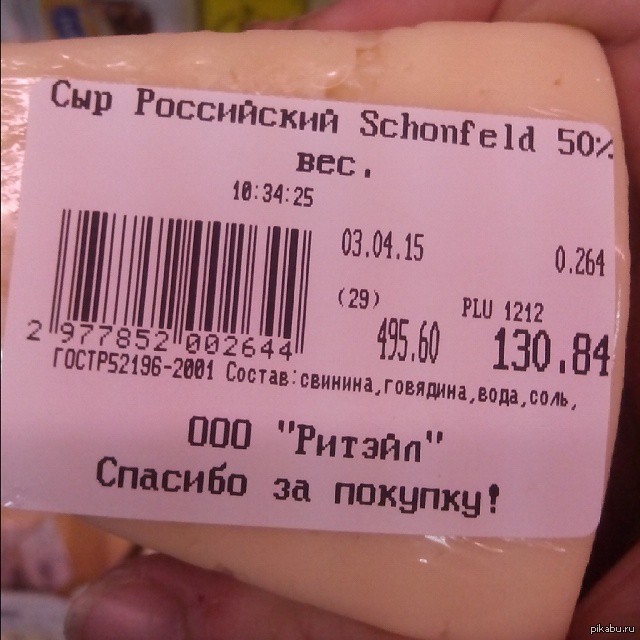 Сыр Российский Schonfeld 50%
вес.
10:34:25
03.04.15 0.264
(29) PLU 1212
495.60 130.84
2 977852 002644
ГОСТР52196-2001 Состав:свинина,говядина,вода,соль,
ООО "Ритэйл"
Спасибо за покупку!
pikabu.ru